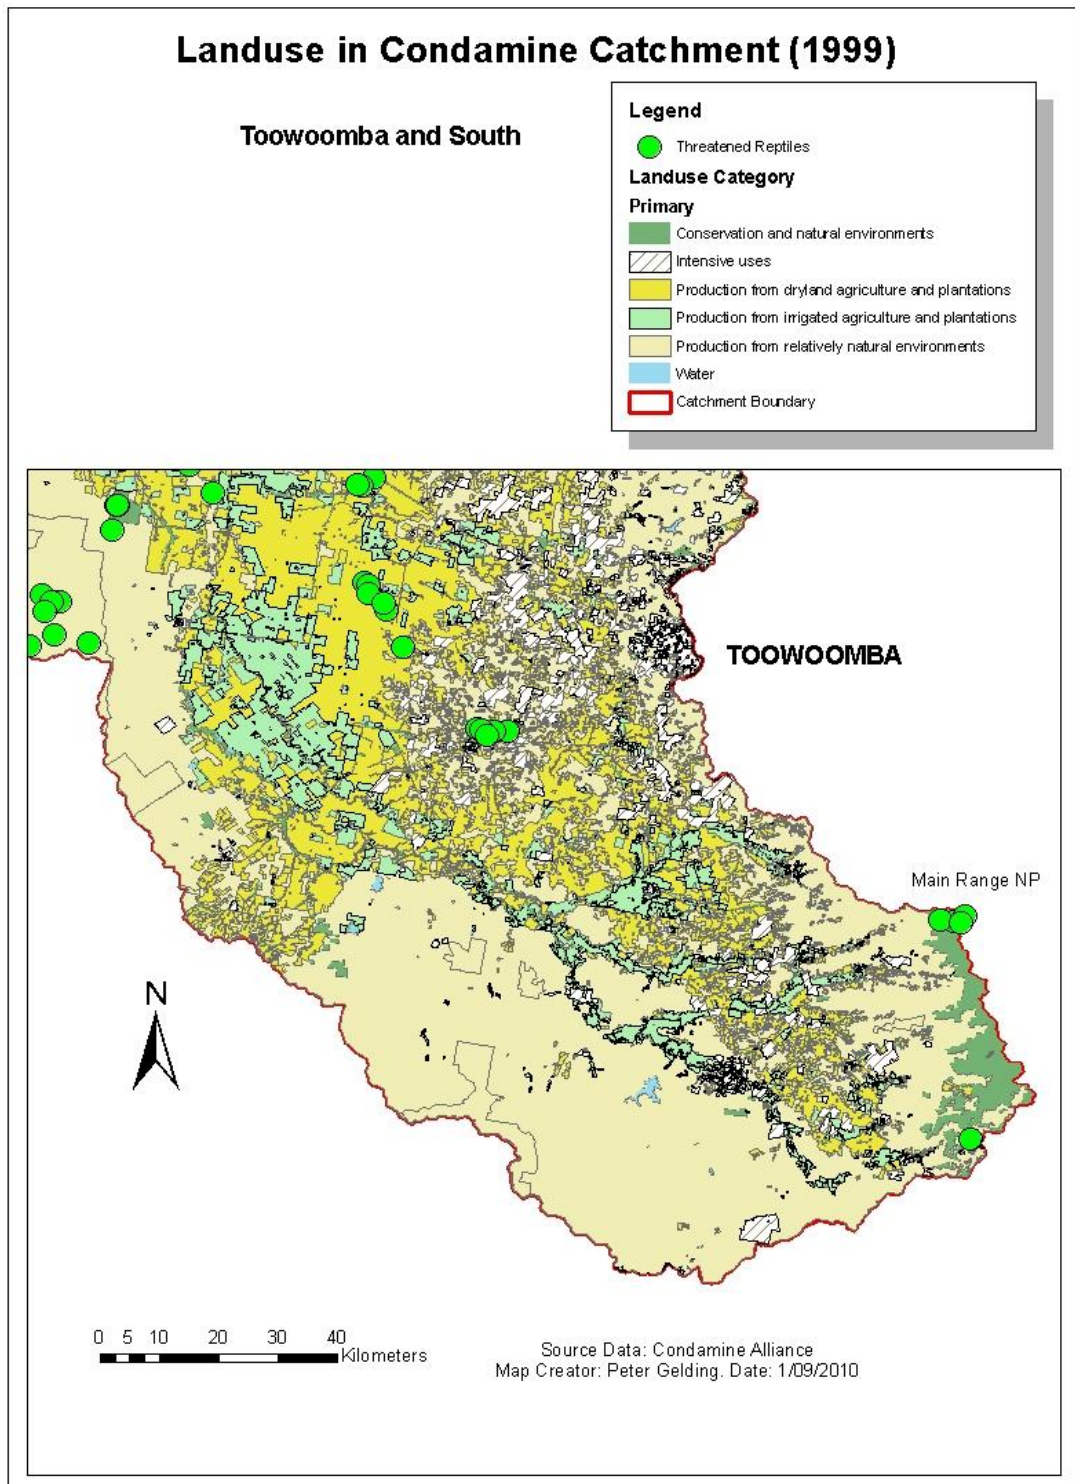 Landuse in Condamine Catchment (1999)
Toowoomba and South
Legend
Threatened Reptiles
Landuse Category
Primary
Conservation and natural environments
Intensive uses
Production from dryland agriculture and plantations
Production from irrigated agriculture and plantations
Production from relatively natural environments
Water
Catchment Boundary
TOOWOOMBA
Main Range NP
N
0 5 10 20 30 40
Kilometers
Source Data: Condamine Alliance
Map Creator: Peter Gelding. Date: 1/09/2010